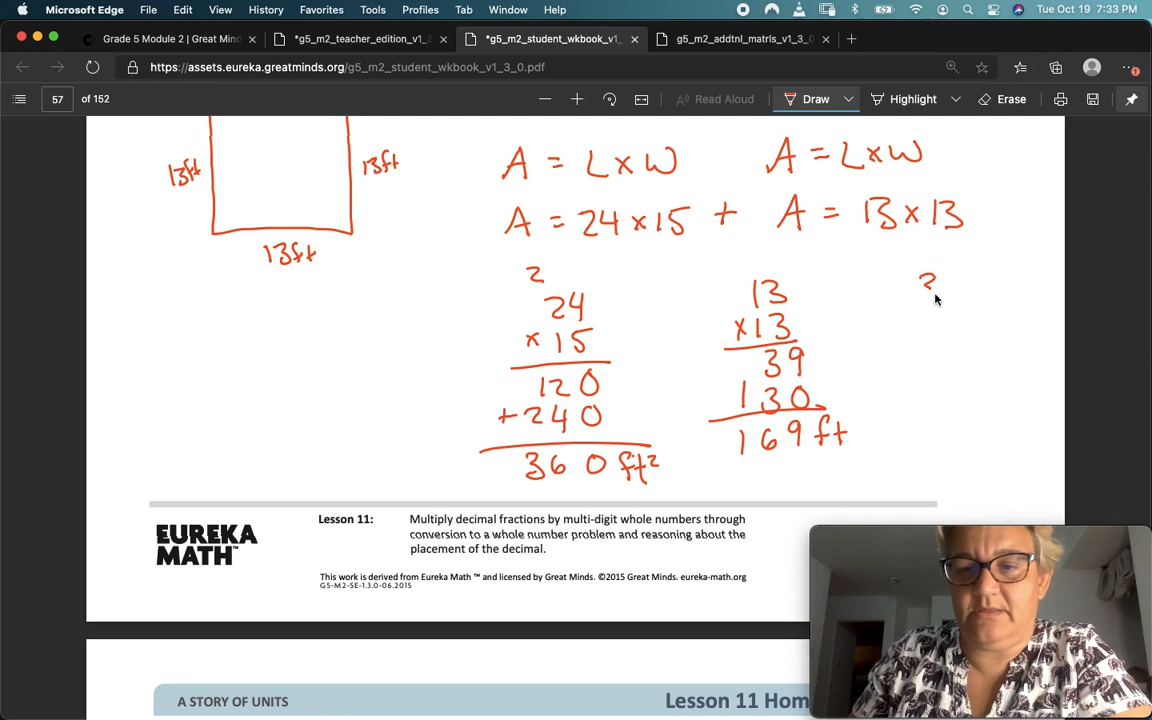 Microsoft Edge File Edit View History Favorites Tools Profiles Tab Window Help Tue Oct 19 7:33 PM
Grade 5 Module 2 | Great Mind *g5_m2_teacher_edition_v1_3 *g5_m2_student_wkbook_v1_ g5_m2_addtnl_matrls_v1_3_0
https://assets.eureka.greatminds.org/g5_m2_student_wkbook_v1_3_0.pdf
57 of 152 Read Aloud Draw Highlight Erase
A = L x W A = L x W
13ft 13ft
A = 24 x 15 + A = 13 x 13
13ft
2 3
24 13
x 15 x 13
120 39
+240 130
360 ft² 169 ft
Lesson 11: Multiply decimal fractions by multi-digit whole numbers through
conversion to a whole number problem and reasoning about the
placement of the decimal.
EUREKA
MATH™
This work is derived from Eureka Math ™ and licensed by Great Minds. ©2015 Great Minds. eureka-math.org
G5-M2-SE-1.3.0-06.2015
A STORY OF UNITS Lesson 11 Hom